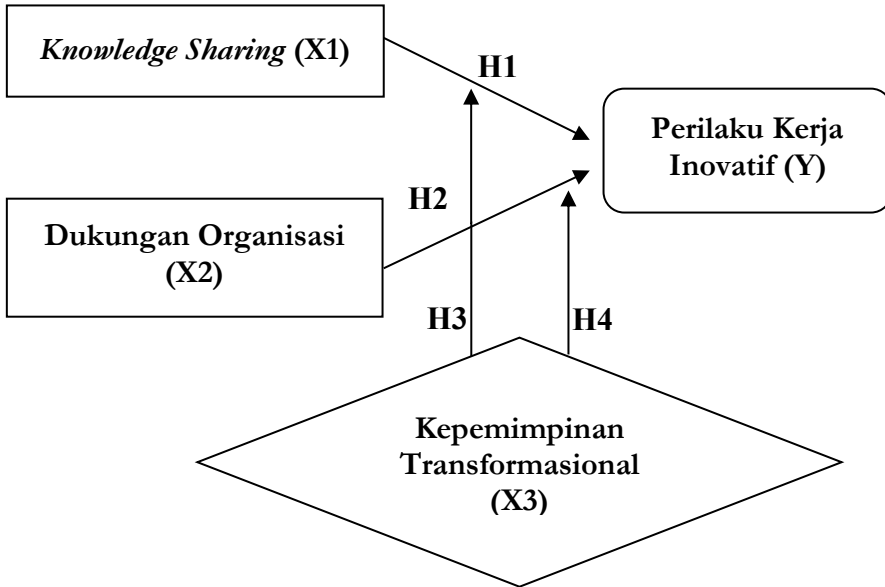 Knowledge Sharing (X1)
H1
Perilaku Kerja
Inovatif (Y)
H2
Dukungan Organisasi
(X2)
H3
H4
Kepemimpinan
Transformasional
(X3)